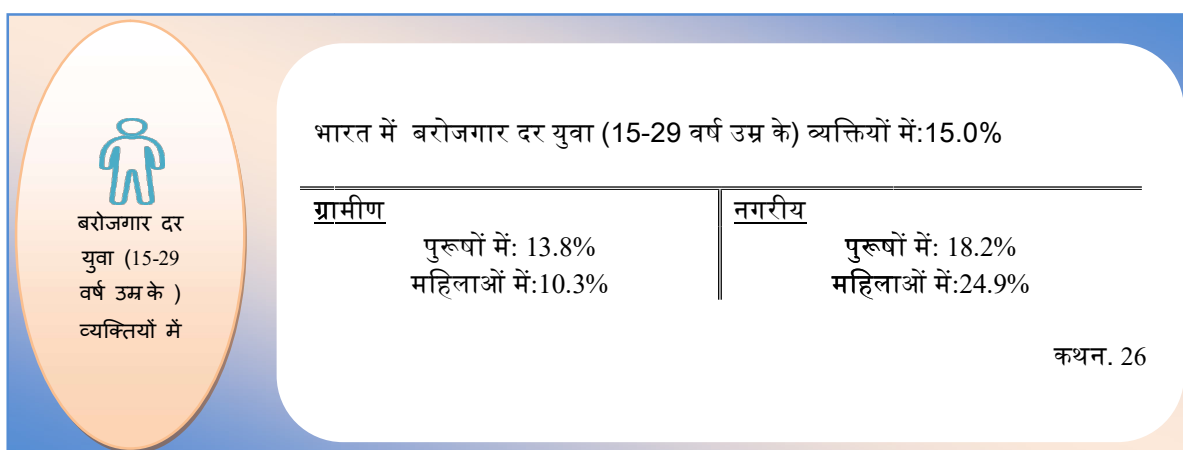 बरोजगार दर
युवा (15-29
वर्ष उम्र के )
व्यक्तियों में
भारत में बरोजगार दर युवा (15-29 वर्ष उम्र के) व्यक्तियों में:15.0%
ग्रामीण
पुरूषों में: 13.8%
महिलाओं में:10.3%
नगरीय
पुरूषों में: 18.2%
महिलाओं में:24.9%
कथन. 26